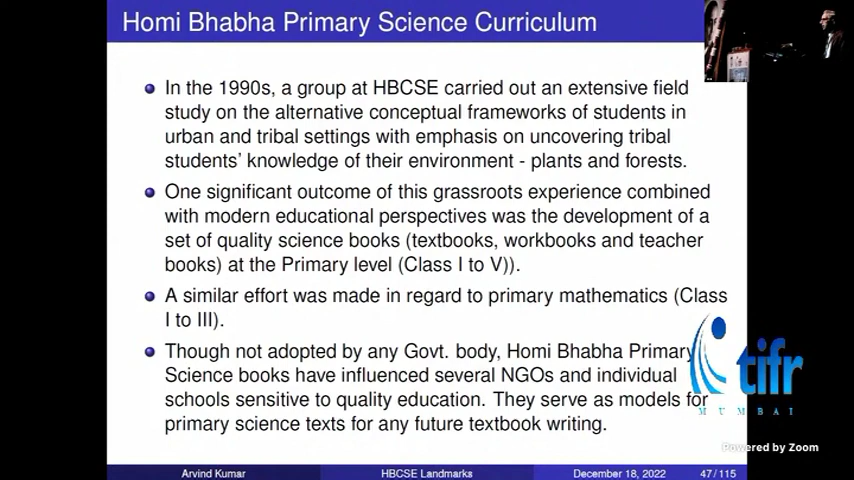 Homi Bhabha Primary Science Curriculum
In the 1990s, a group at HBCSE carried out an extensive field
study on the alternative conceptual frameworks of students in
urban and tribal settings with emphasis on uncovering tribal
students' knowledge of their environment - plants and forests.
One significant outcome of this grassroots experience combined
with modern educational perspectives was the development of a
set of quality science books (textbooks, workbooks and teacher
books) at the Primary level (Class I to V)).
A similar effort was made in regard to primary mathematics (Class
I to III).
Though not adopted by any Govt. body, Homi Bhabha Primary
Science books have influenced several NGOs and individual
schools sensitive to quality education. They serve as models for
primary science texts for any future textbook writing.
tifr
MUMBAI
Powered by Zoom
Arvind Kumar HBCSE Landmarks December 18, 2022 47 / 115